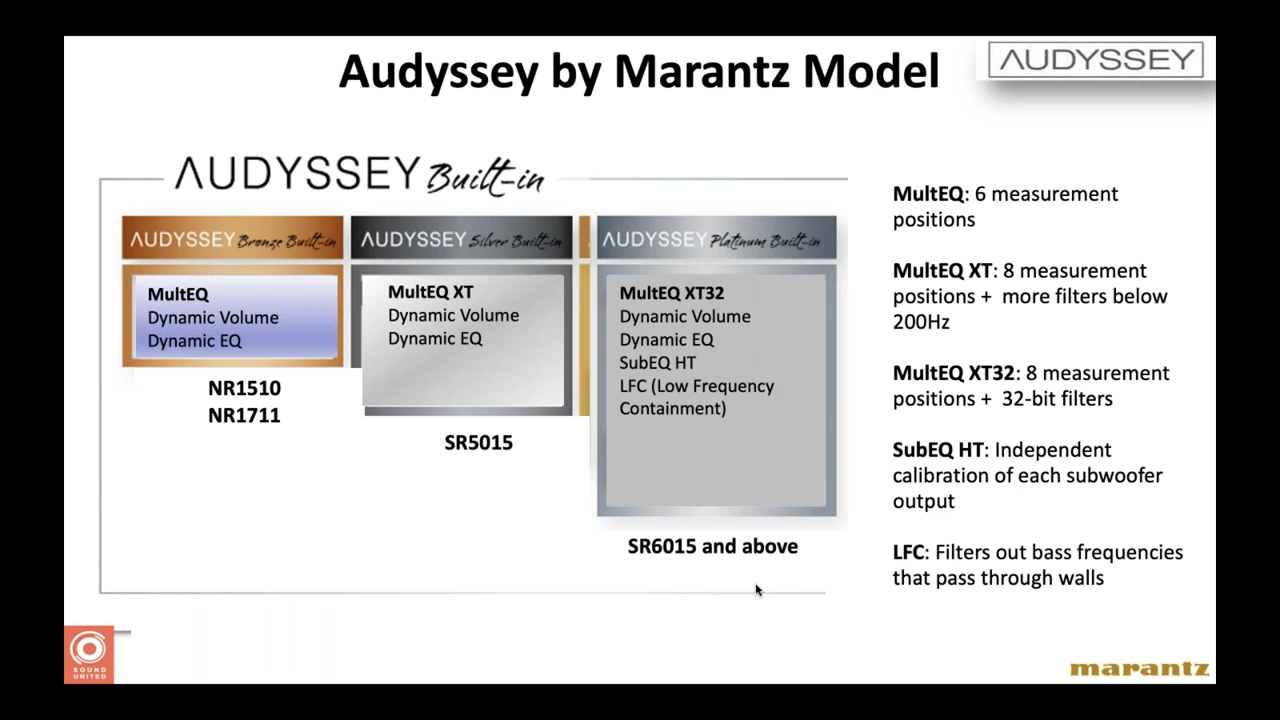 Audyssey by Marantz Model
AUDYSSEY
AUDYSSEY Built-in
AUDYSSEY Bronze Built-in
MultEQ
Dynamic Volume
Dynamic EQ
NR1510
NR1711
AUDYSSEY Silver Built-in
MultEQ XT
Dynamic Volume
Dynamic EQ
SR5015
AUDYSSEY Platinum Built-in
MultEQ XT32
Dynamic Volume
Dynamic EQ
SubEQ HT
LFC (Low Frequency
Containment)
SR6015 and above
MultEQ: 6 measurement
positions
MultEQ XT: 8 measurement
positions + more filters below
200Hz
MultEQ XT32: 8 measurement
positions + 32-bit filters
SubEQ HT: Independent
calibration of each subwoofer
output
LFC: Filters out bass frequencies
that pass through walls
SOUND
UNITED
marantz